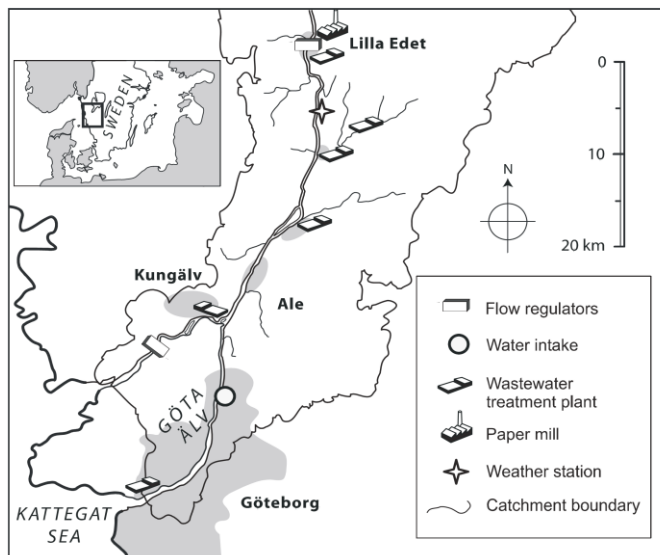 Lilla Edet
SWEDEN
0
10
20 km
N
Kungälv
Ale
GÖTA
ÄLV
Göteborg
KATTEGAT
SEA
Flow regulators
Water intake
Wastewater
treatment plant
Paper mill
Weather station
Catchment boundary